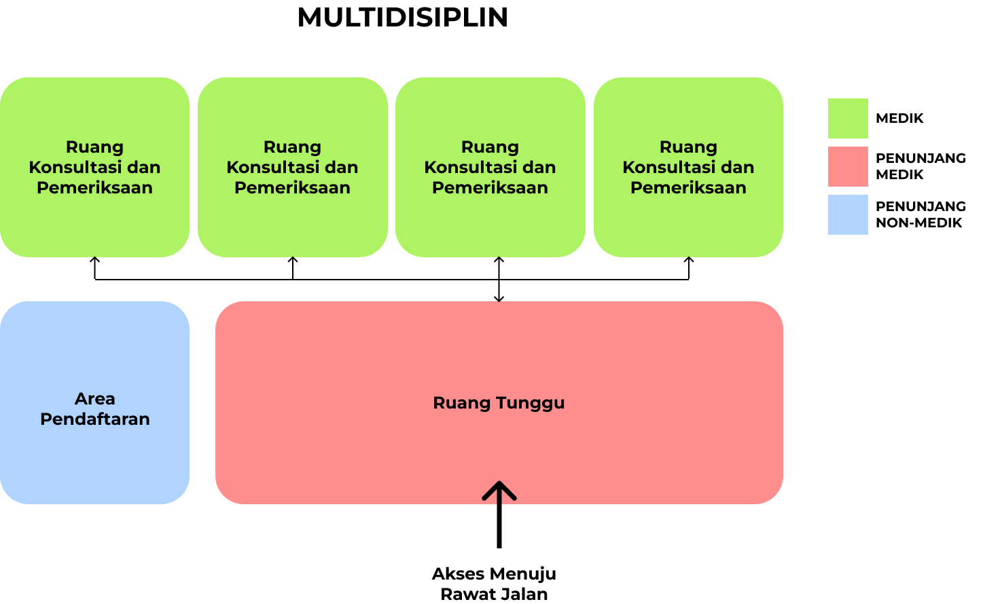 MULTIDISIPLIN
Ruang
Konsultasi dan
Pemeriksaan
Ruang
Konsultasi dan
Pemeriksaan
Ruang
Konsultasi dan
Pemeriksaan
Ruang
Konsultasi dan
Pemeriksaan
MEDIK
PENUNJANG
MEDIK
PENUNJANG
NON-MEDIK
Area
Pendaftaran
Ruang Tunggu
Akses Menuju
Rawat Jalan